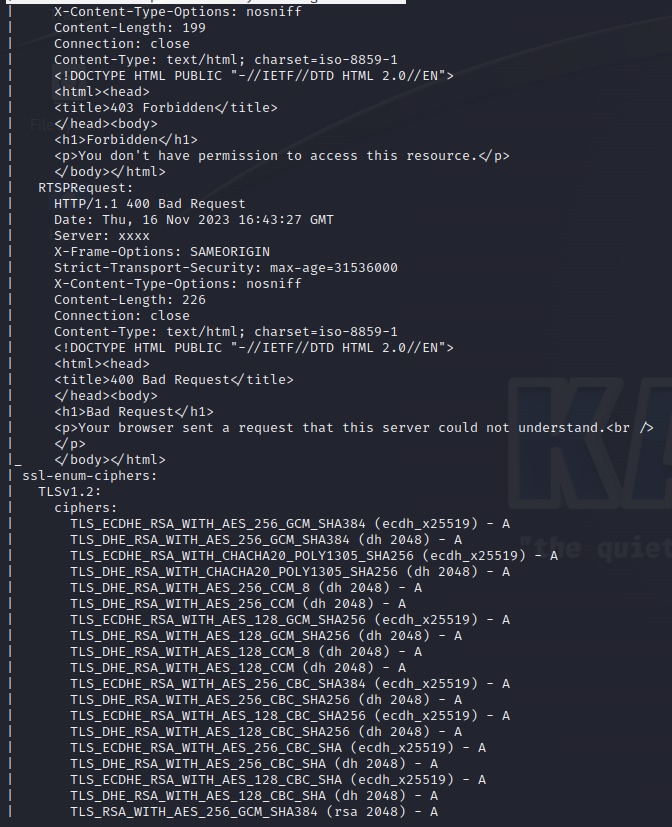 |     X-Content-Type-Options: nosniff
|     Content-Length: 199
|     Connection: close
|     Content-Type: text/html; charset=iso-8859-1
|     <!DOCTYPE HTML PUBLIC "-//IETF//DTD HTML 2.0//EN">
|     <html><head>
|     <title>403 Forbidden</title>
|     </head><body>
|     <h1>Forbidden</h1>
|     <p>You don't have permission to access this resource.</p>
|     </body></html>
|   RTSPRequest:
|     HTTP/1.1 400 Bad Request
|     Date: Thu, 16 Nov 2023 16:43:27 GMT
|     Server: xxxx
|     X-Frame-Options: SAMEORIGIN
|     Strict-Transport-Security: max-age=31536000
|     X-Content-Type-Options: nosniff
|     Content-Length: 226
|     Connection: close
|     Content-Type: text/html; charset=iso-8859-1
|     <!DOCTYPE HTML PUBLIC "-//IETF//DTD HTML 2.0//EN">
|     <html><head>
|     <title>400 Bad Request</title>
|     </head><body>
|     <h1>Bad Request</h1>
|     <p>Your browser sent a request that this server could not understand.<br />
|     </p>
|_    </body></html>
| ssl-enum-ciphers:
|   TLSv1.2:
|     ciphers:
|       TLS_ECDHE_RSA_WITH_AES_256_GCM_SHA384 (ecdh_x25519) - A
|       TLS_DHE_RSA_WITH_AES_256_GCM_SHA384 (dh 2048) - A
|       TLS_ECDHE_RSA_WITH_CHACHA20_POLY1305_SHA256 (ecdh_x25519) - A
|       TLS_DHE_RSA_WITH_CHACHA20_POLY1305_SHA256 (dh 2048) - A
|       TLS_DHE_RSA_WITH_AES_256_CCM_8 (dh 2048) - A
|       TLS_DHE_RSA_WITH_AES_256_CCM (dh 2048) - A
|       TLS_ECDHE_RSA_WITH_AES_128_GCM_SHA256 (ecdh_x25519) - A
|       TLS_DHE_RSA_WITH_AES_128_GCM_SHA256 (dh 2048) - A
|       TLS_DHE_RSA_WITH_AES_128_CCM_8 (dh 2048) - A
|       TLS_DHE_RSA_WITH_AES_128_CCM (dh 2048) - A
|       TLS_ECDHE_RSA_WITH_AES_256_CBC_SHA384 (ecdh_x25519) - A
|       TLS_DHE_RSA_WITH_AES_256_CBC_SHA256 (dh 2048) - A
|       TLS_ECDHE_RSA_WITH_AES_128_CBC_SHA256 (ecdh_x25519) - A
|       TLS_DHE_RSA_WITH_AES_128_CBC_SHA256 (dh 2048) - A
|       TLS_ECDHE_RSA_WITH_AES_256_CBC_SHA (ecdh_x25519) - A
|       TLS_DHE_RSA_WITH_AES_256_CBC_SHA (dh 2048) - A
|       TLS_ECDHE_RSA_WITH_AES_128_CBC_SHA (ecdh_x25519) - A
|       TLS_DHE_RSA_WITH_AES_128_CBC_SHA (dh 2048) - A
|       TLS_RSA_WITH_AES_256_GCM_SHA384 (rsa 2048) - A
KA
"the quiet